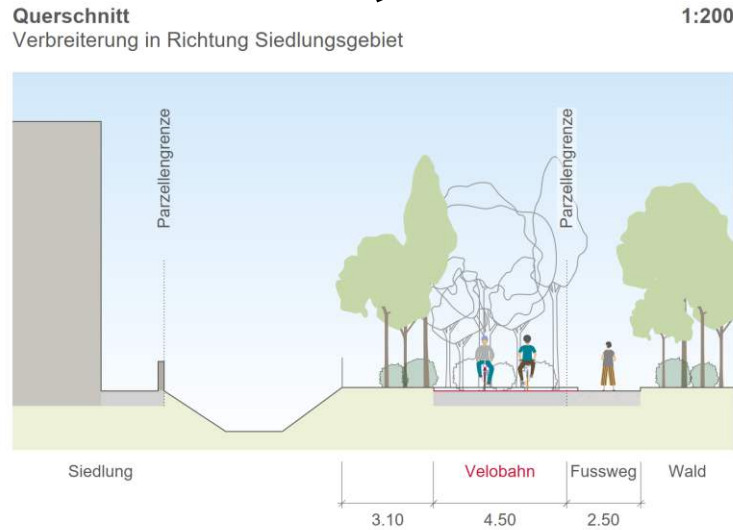 Querschnitt 1:200
Verbreiterung in Richtung Siedlungsgebiet
Parzellengrenze
Parzellengrenze
Siedlung Velobahn Fussweg Wald
3.10 4.50 2.50